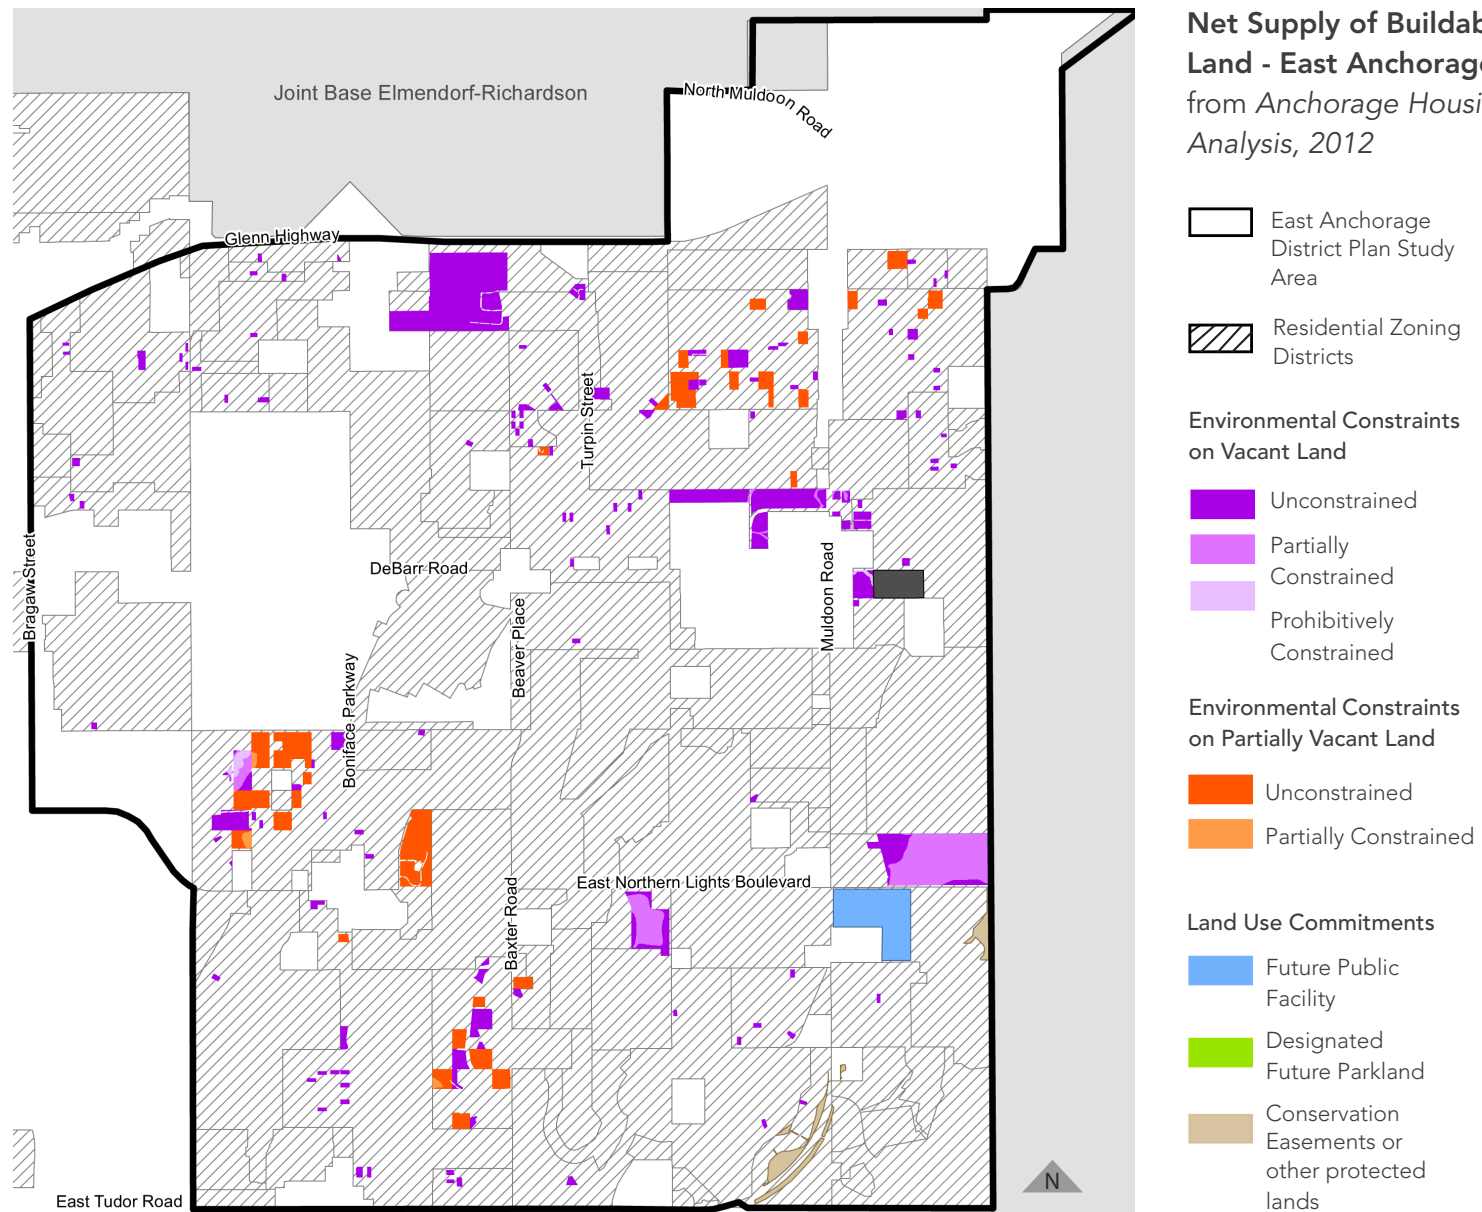 Net Supply of Buildab
Land - East Anchorage
from Anchorage Housi
Analysis, 2012
East Anchorage
District Plan Study
Area
Residential Zoning
Districts
Environmental Constraints
on Vacant Land
Unconstrained
Partially
Constrained
Prohibitively
Constrained
Environmental Constraints
on Partially Vacant Land
Unconstrained
Partially Constrained
Land Use Commitments
Future Public
Facility
Designated
Future Parkland
Conservation
Easements or
other protected
lands
Joint Base Elmendorf-Richardson
North Muldoon Road
Glenn Highway
Turpin Street
Bragaw Street
DeBarr Road
Beaver Place
Muldoon Road
Boniface Parkway
East Northern Lights Boulevard
Baxter Road
East Tudor Road
N